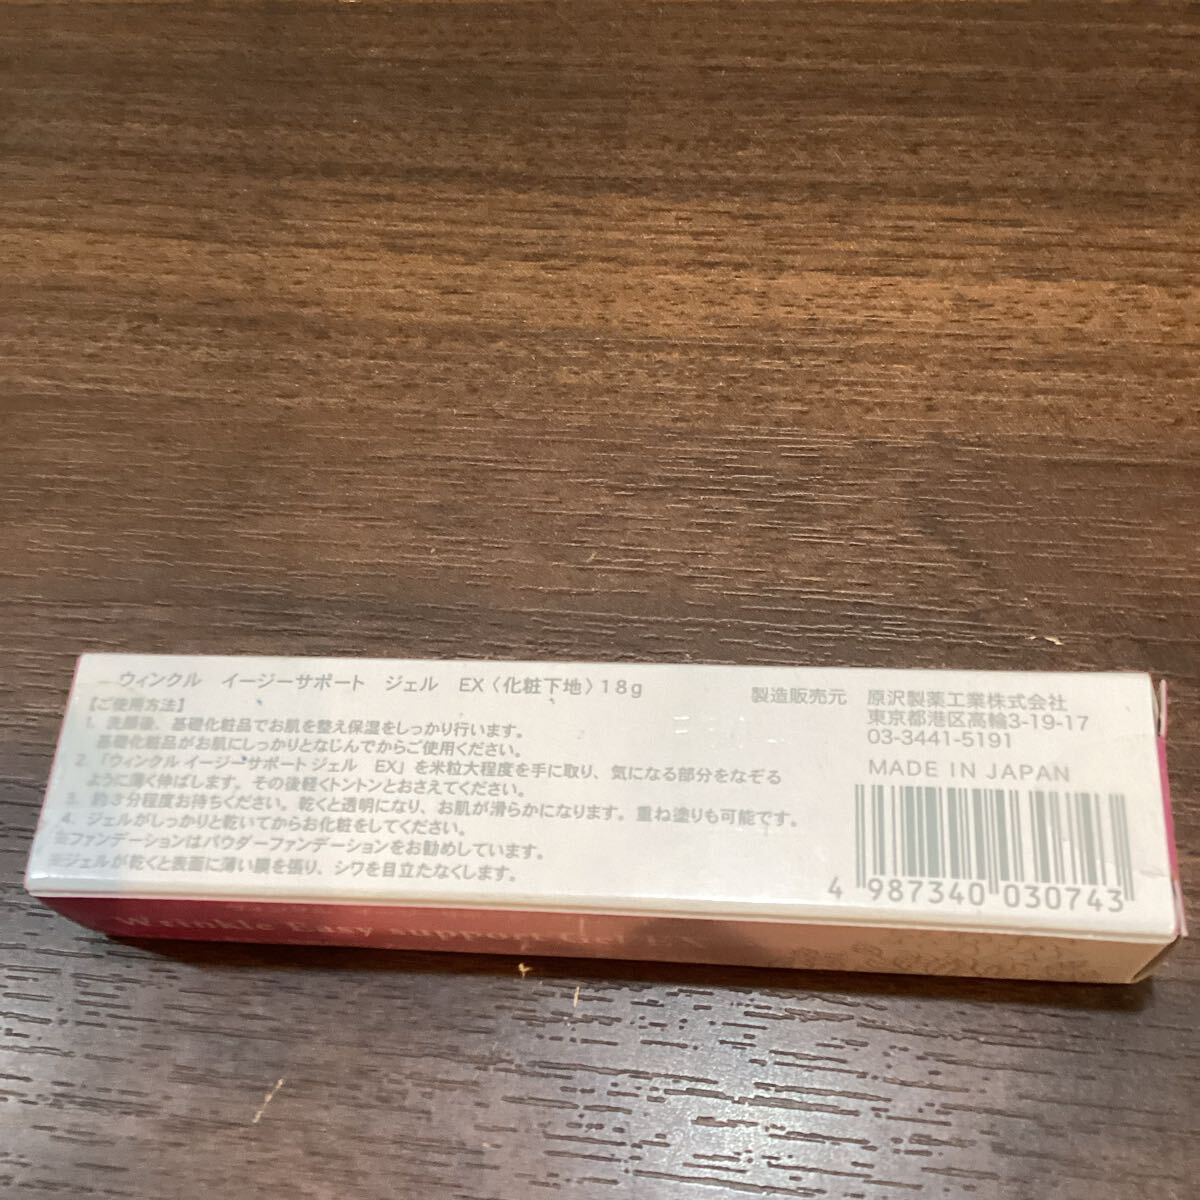 ウィンクル イージーサポート ジェル EX〈化粧下地〉18g
【ご使用方法】
1. 洗顔後、基礎化粧品でお肌を整え保湿をしっかり行います。
基礎化粧品がお肌にしっかりとなじんでからご使用ください。
2. 「ウィンクル イージーサポート ジェル EX」を米粒大程度を手に取り、気になる部分をなぞる
ように薄く伸ばします。その後軽くトントンとおさえてください。
3. 約3分程度お待ちください。乾くと透明になり、お肌が滑らかになります。重ね塗りも可能です。
4. ジェルがしっかりと乾いてからお化粧をしてください。
※ファンデーションはパウダーファンデーションをお勧めしています。
※ジェルが乾くと表面に薄い膜を張り、シワを目立たなくします。
製造販売元 原沢製薬工業株式会社
東京都港区高輪3-19-17
03-3441-5191
MADE IN JAPAN
4 987340 030743
Wrinkle Easy support Gel EX